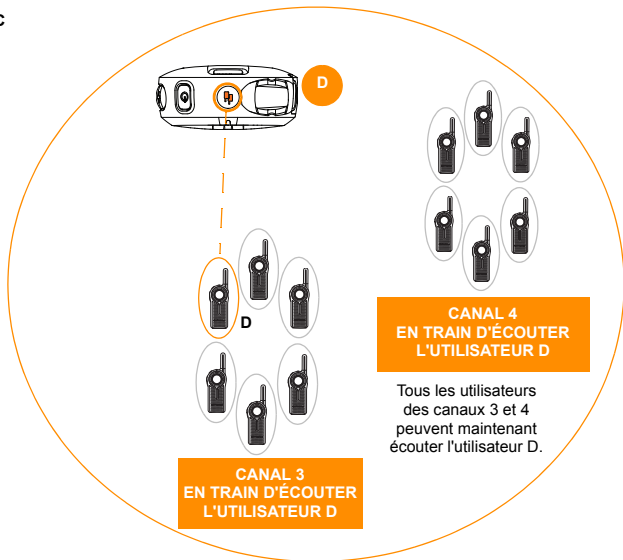 C
D
D
CANAL 4
EN TRAIN D'ÉCOUTER
L'UTILISATEUR D
Tous les utilisateurs
des canaux 3 et 4
peuvent maintenant
écouter l'utilisateur D.
CANAL 3
EN TRAIN D'ÉCOUTER
L'UTILISATEUR D